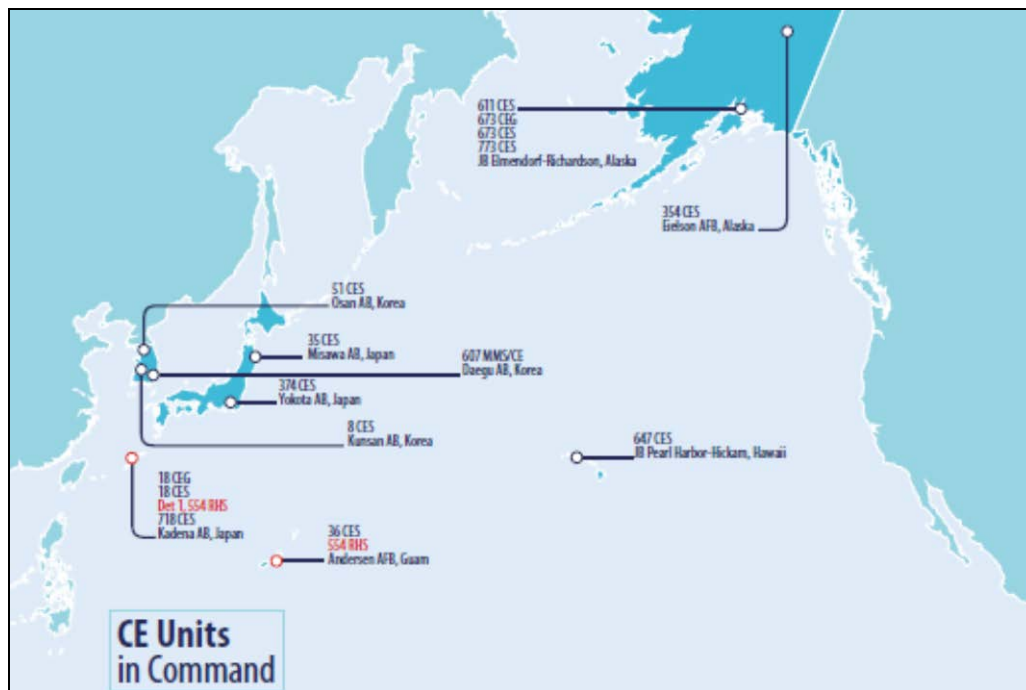 611 CES
673 CEG
673 CES
773 CES
JB Elmendorf-Richardson, Alaska
354 CES
Eielson AFB, Alaska
51 CES
Osan AB, Korea
35 CES
Misawa AB, Japan
607 MMS/CE
Daegu AB, Korea
374 CES
Yokota AB, Japan
8 CES
Kunsan AB, Korea
647 CES
JB Pearl Harbor-Hickam, Hawaii
18 CEG
18 CES
Det 1, 554 RHS
718 CES
Kadena AB, Japan
36 CES
554 RHS
Andersen AFB, Guam
CE Units
in Command